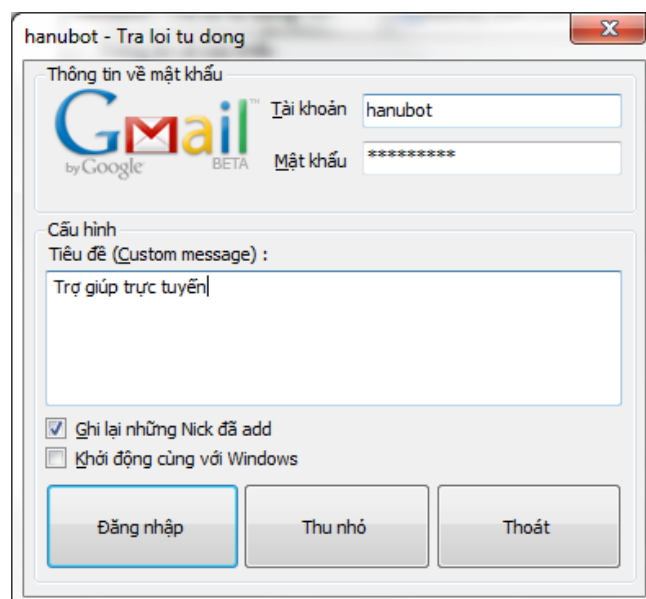 hanubot - Tra loi tu dong
Thông tin về mật khẩu
Gmail™
by Google BETA
Tài khoản hanubot
Mật khẩu *********
Cấu hình
Tiêu đề (Custom message) :
Trợ giúp trực tuyến
Ghi lại những Nick đã add
Khởi động cùng với Windows
Đăng nhập Thu nhỏ Thoát